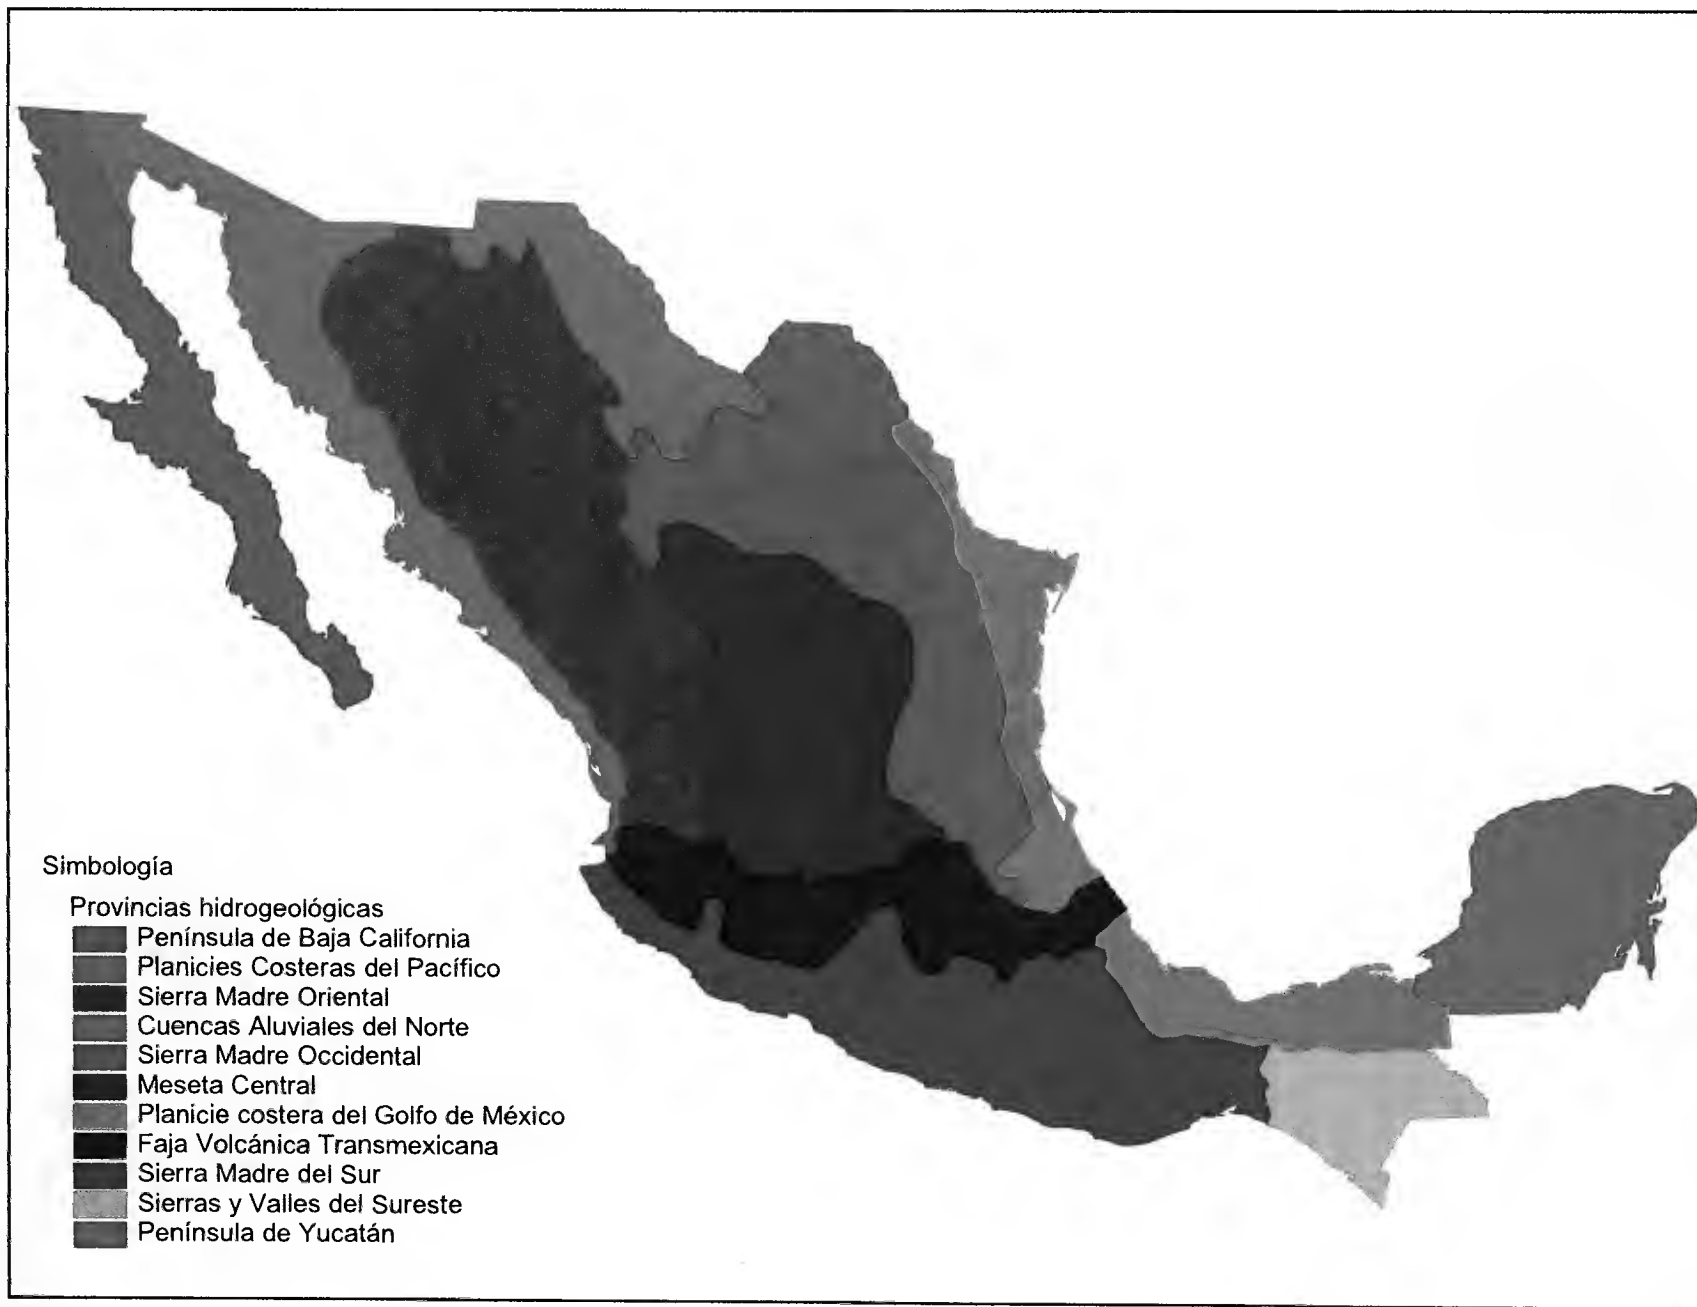 Simbología
Provincias hidrogeológicas
Península de Baja California
Planicies Costeras del Pacífico
Sierra Madre Oriental
Cuencas Aluviales del Norte
Sierra Madre Occidental
Meseta Central
Planicie costera del Golfo de México
Faja Volcánica Transmexicana
Sierra Madre del Sur
Sierras y Valles del Sureste
Península de Yucatán